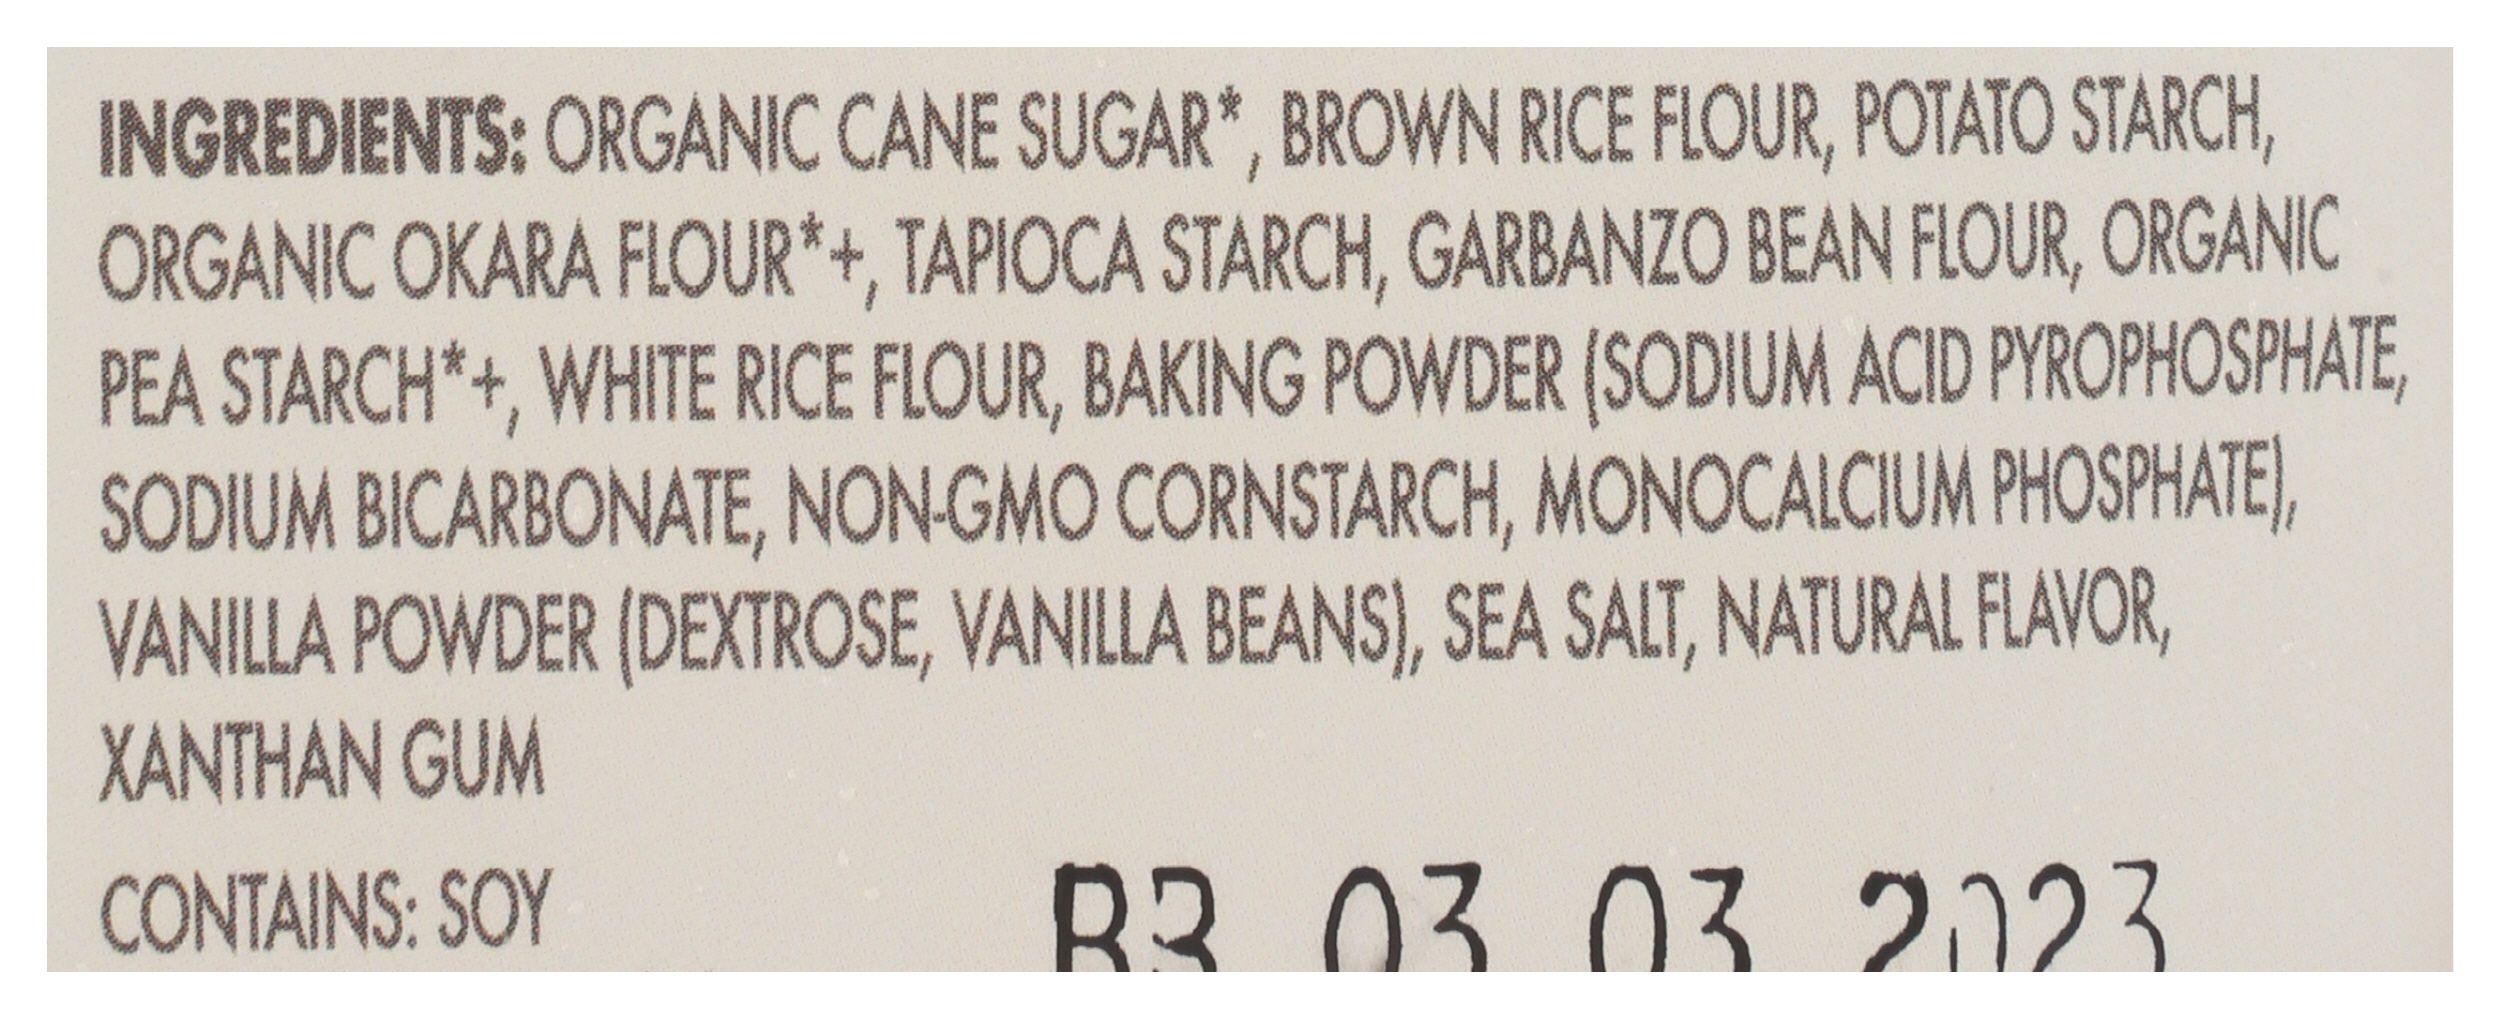 INGREDIENTS: ORGANIC CANE SUGAR*, BROWN RICE FLOUR, POTATO STARCH,
ORGANIC OKARA FLOUR*+, TAPIOCA STARCH, GARBANZO BEAN FLOUR, ORGANIC
PEA STARCH*+, WHITE RICE FLOUR, BAKING POWDER (SODIUM ACID PYROPHOSPHATE,
SODIUM BICARBONATE, NON-GMO CORNSTARCH, MONOCALCIUM PHOSPHATE),
VANILLA POWDER (DEXTROSE, VANILLA BEANS), SEA SALT, NATURAL FLAVOR,
XANTHAN GUM
CONTAINS: SOY
03 03 2023